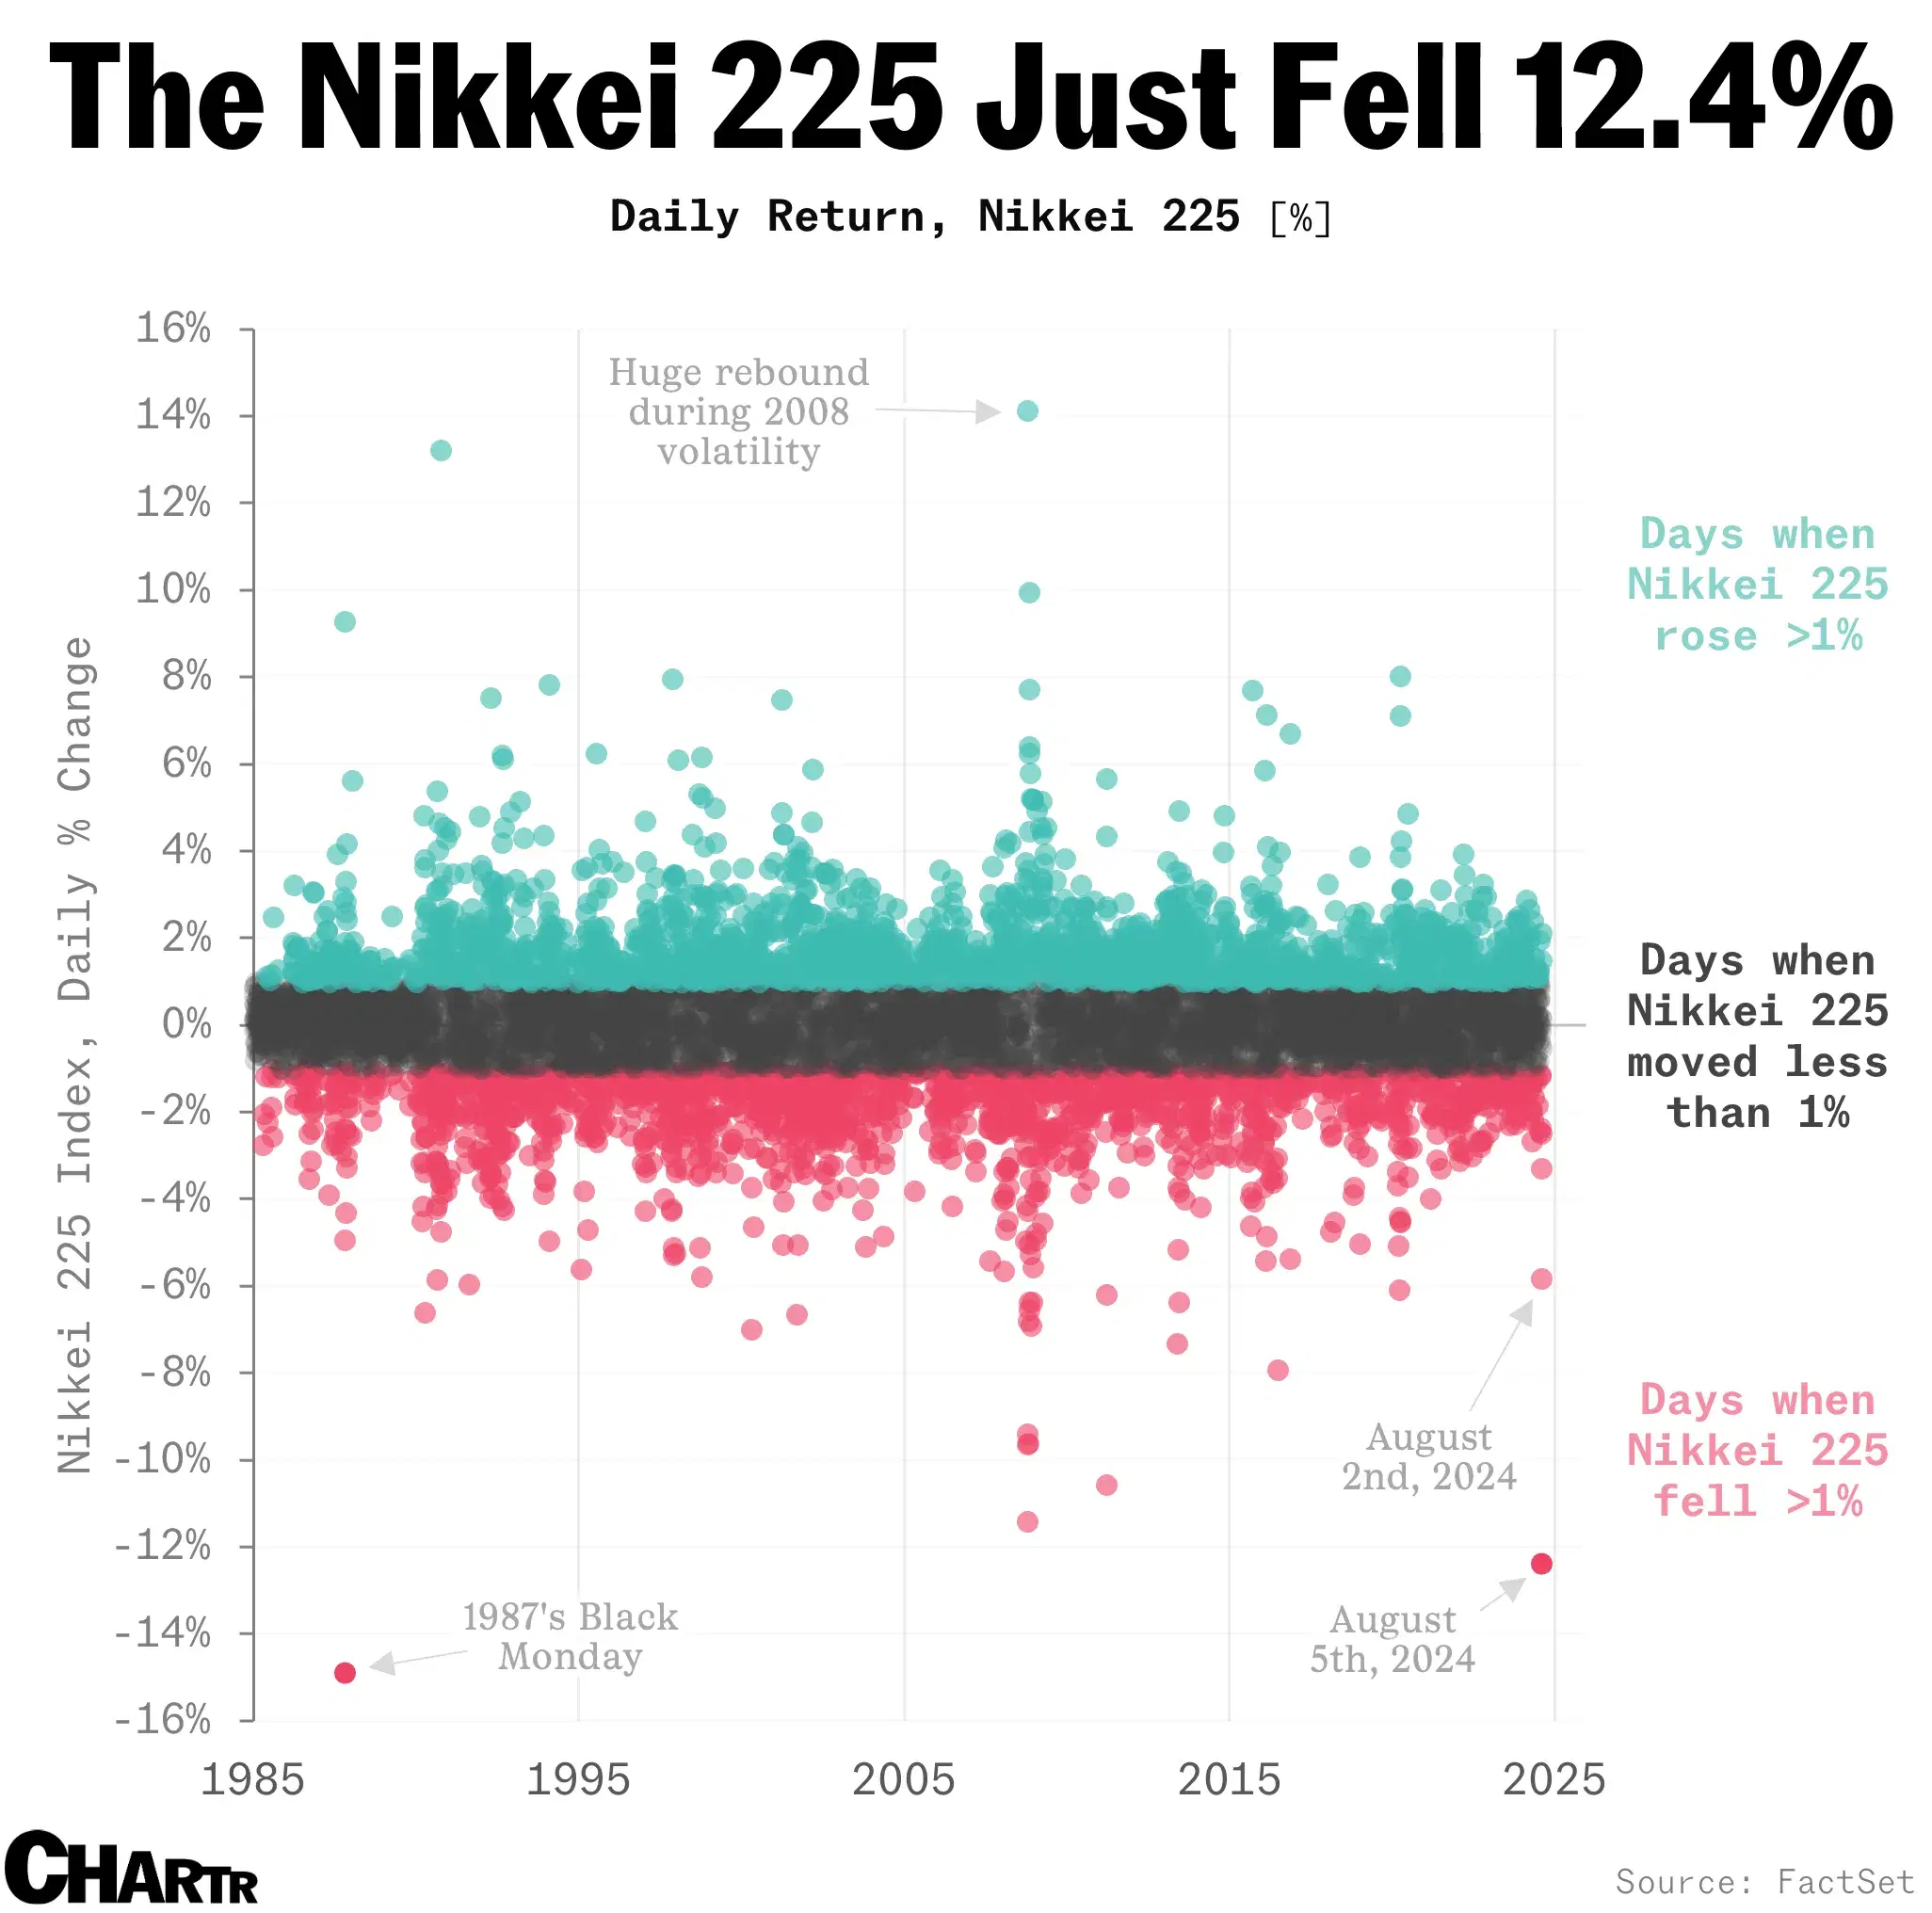 The Nikkei 225 Just Fell 12.4%
Daily Return, Nikkei 225 [%]
Nikkei 225 Index, Daily % Change
16%
14%
12%
10%
8%
6%
4%
2%
0%
-2%
-4%
-6%
-8%
-10%
-12%
-14%
-16%
Huge rebound
during 2008
volatility
1987's Black
Monday
August
2nd, 2024
August
5th, 2024
Days when
Nikkei 225
rose >1%
Days when
Nikkei 225
moved less
than 1%
Days when
Nikkei 225
fell >1%
1985
1995
2005
2015
2025
CHARTR
Source: FactSet